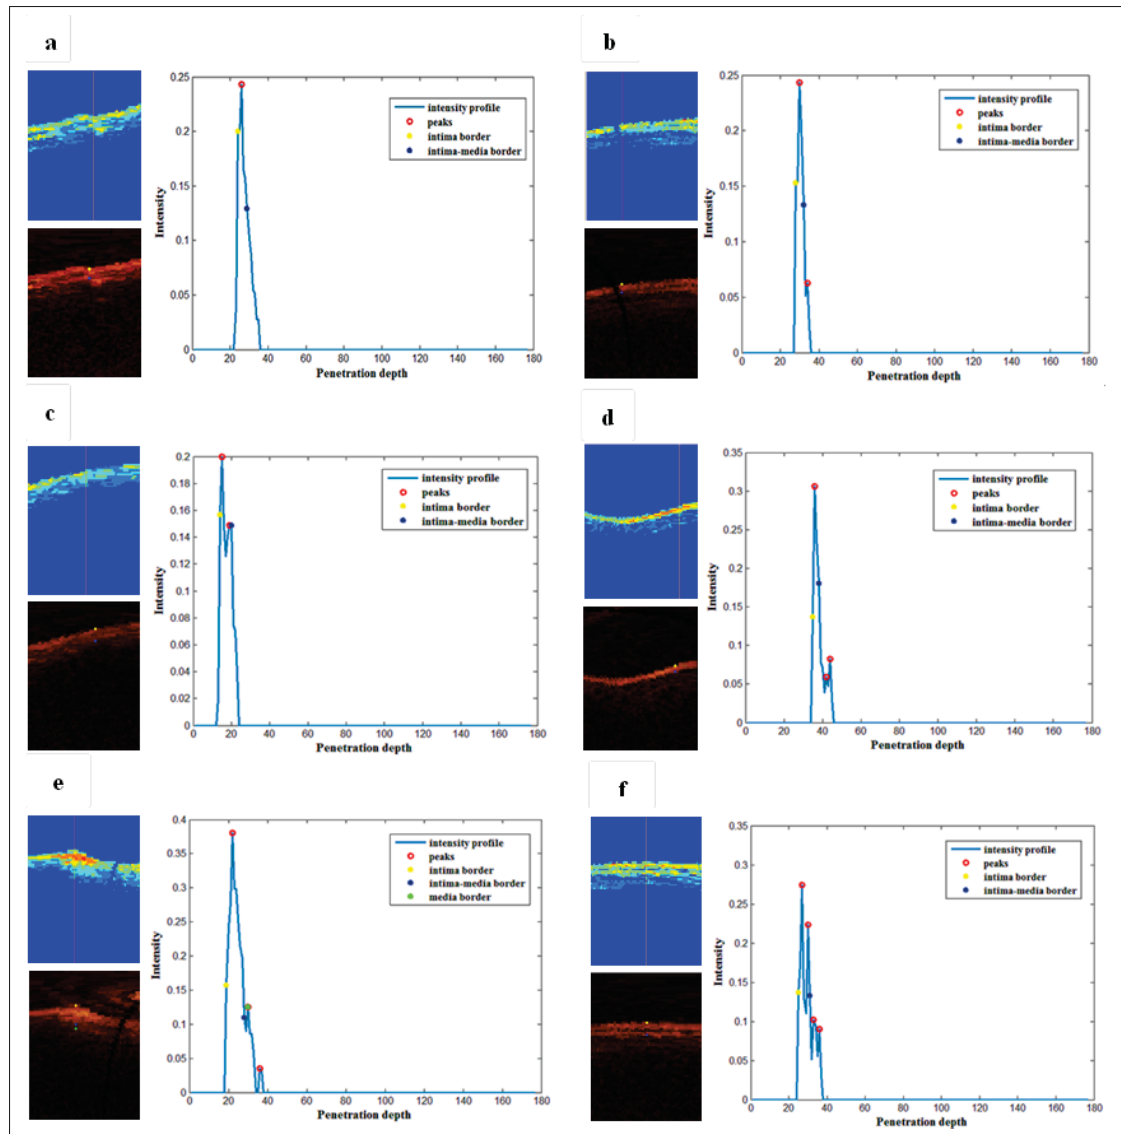 a
0.25
0.2
0.15
0.1
0.05
0
Intensity
intensity profile
peaks
intima border
intima-media border
0 20 40 60 80 100 120 140 160 180
Penetration depth
b
0.25
0.2
0.15
0.1
0.05
0
Intensity
intensity profile
peaks
intima border
intima-media border
0 20 40 60 80 100 120 140 160 180
Penetration depth
c
0.2
0.18
0.16
0.14
0.12
0.1
0.08
0.06
0.04
0.02
0
Intensity
intensity profile
peaks
intima border
intima-media border
0 20 40 60 80 100 120 140 160 180
Penetration depth
d
0.35
0.3
0.25
0.2
0.15
0.1
0.05
0
Intensity
intensity profile
peaks
intima border
intima-media border
0 20 40 60 80 100 120 140 160 180
Penetration depth
e
0.4
0.35
0.3
0.25
0.2
0.15
0.1
0.05
0
Intensity
intensity profile
peaks
intima border
intima-media border
media border
0 20 40 60 80 100 120 140 160 180
Penetration depth
f
0.35
0.3
0.25
0.2
0.15
0.1
0.05
0
Intensity
intensity profile
peaks
intima border
intima-media border
0 20 40 60 80 100 120 140 160 180
Penetration depth